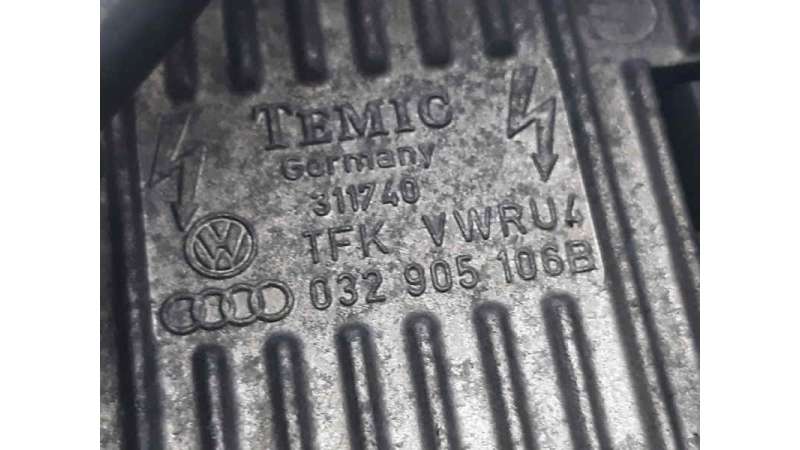 TEMIC
Germany
311740
TFK VWRU4
032 905 106B